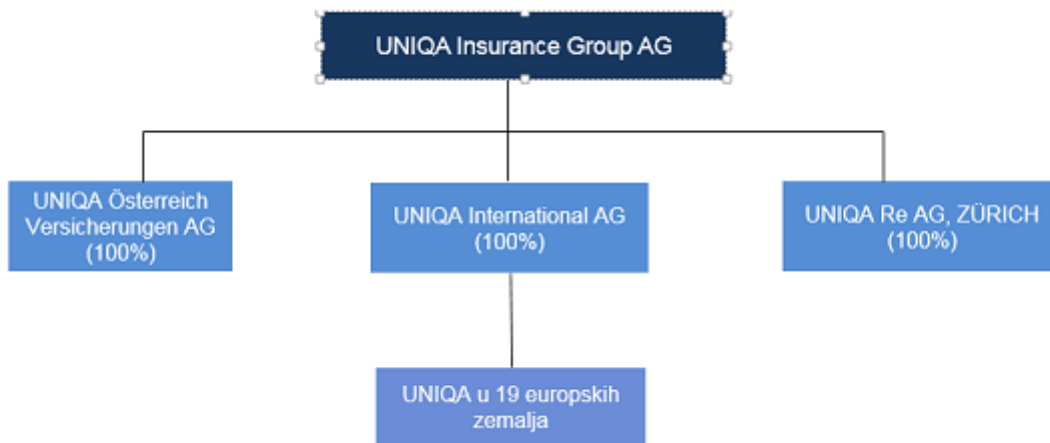 UNIQA Insurance Group AG
UNIQA Österreich
Versicherungen AG
(100%)
UNIQA International AG
(100%)
UNIQA Re AG, ZÜRICH
(100%)
UNIQA u 19 europskih
zemalja